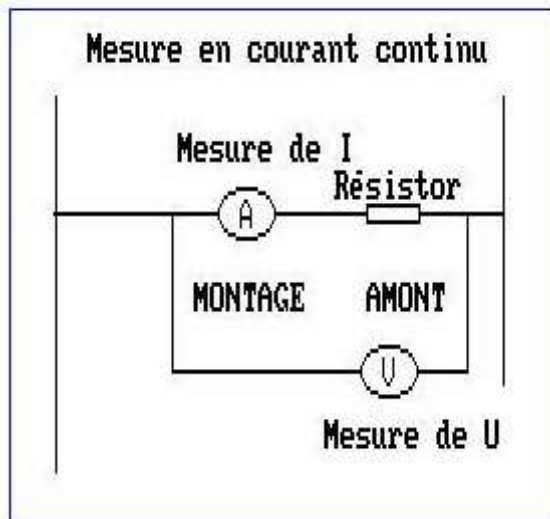 Mesure en courant continu
Mesure de I
Résistor
A
MONTAGE AMONT
V
Mesure de U